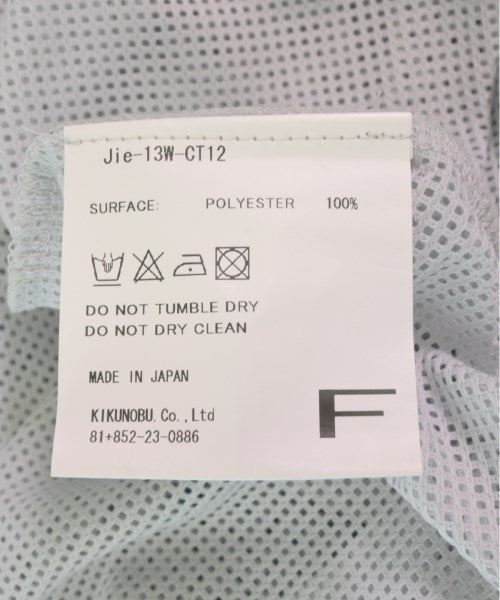 Jie-13W-CT12
SURFACE: POLYESTER 100%
DO NOT TUMBLE DRY
DO NOT DRY CLEAN
MADE IN JAPAN
KIKUNOBU. Co.,Ltd
81+852-23-0886
F